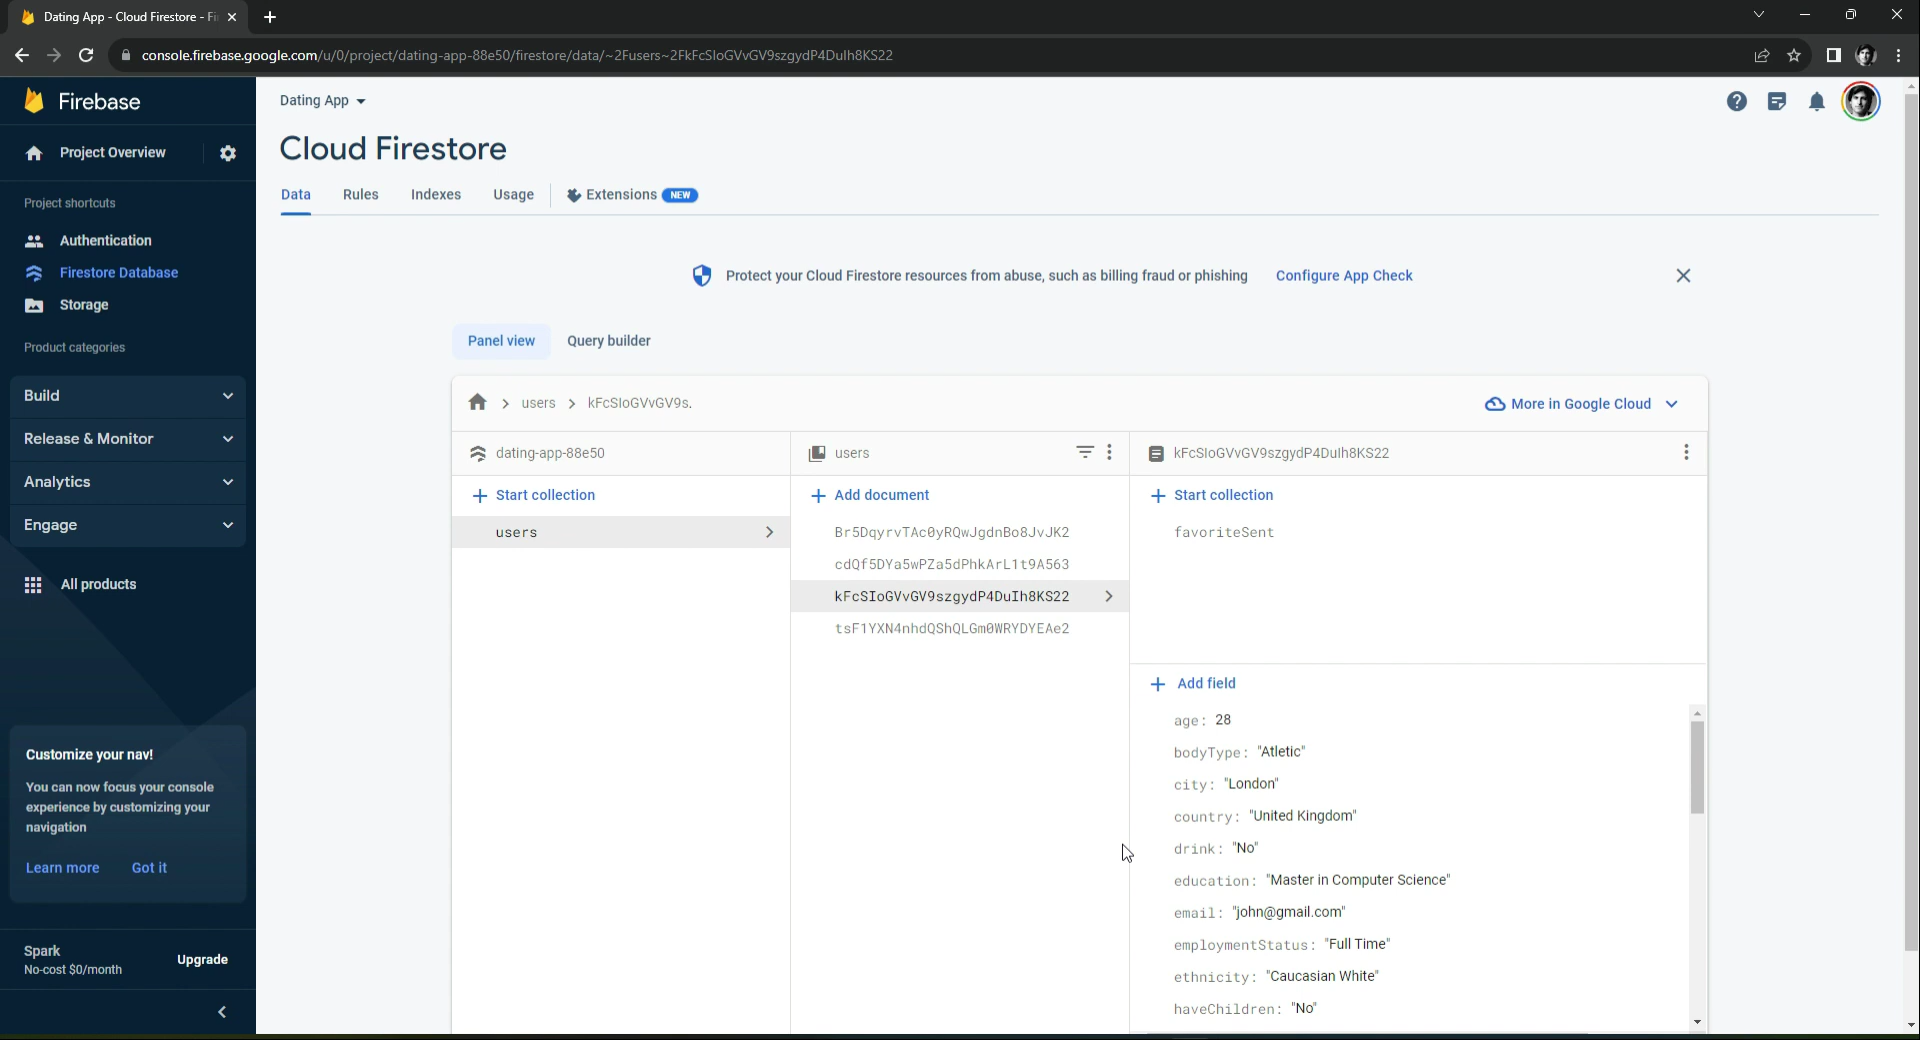 Dating App - Cloud Firestore - Fi
console.firebase.google.com/u/0/project/dating-app-88e50/firestore/data/~2Fusers~2FkFcSIoGVvGV9szgydP4DuIh8KS22
Firebase
Project Overview
Project shortcuts
Authentication
Firestore Database
Storage
Product categories
Build
Release & Monitor
Analytics
Engage
All products
Customize your nav!
You can now focus your console
experience by customizing your
navigation
Learn more Got it
Spark
No-cost $0/month
Upgrade
Dating App
Cloud Firestore
Data Rules Indexes Usage Extensions NEW
Protect your Cloud Firestore resources from abuse, such as billing fraud or phishing Configure App Check
Panel view Query builder
users kFcSIoGVvGV9s.
More in Google Cloud
dating-app-88e50
Start collection
users
users
Add document
Br5DqyrvTAc0yRQwJgdnBo8JvJK2
cdQf5DYa5wPZa5dPhkArL1t9A563
kFcSIoGVvGV9szgydP4DuIh8KS22
tsF1YXN4nhdQShQLGm0WRYDYEAe2
kFcSIoGVvGV9szgydP4DuIh8KS22
Start collection
favoriteSent
Add field
age: 28
bodyType: "Atletic"
city: "London"
country: "United Kingdom"
drink: "No"
education: "Master in Computer Science"
email: "john@gmail.com"
employmentStatus: "Full Time"
ethnicity: "Caucasian White"
haveChildren: "No"